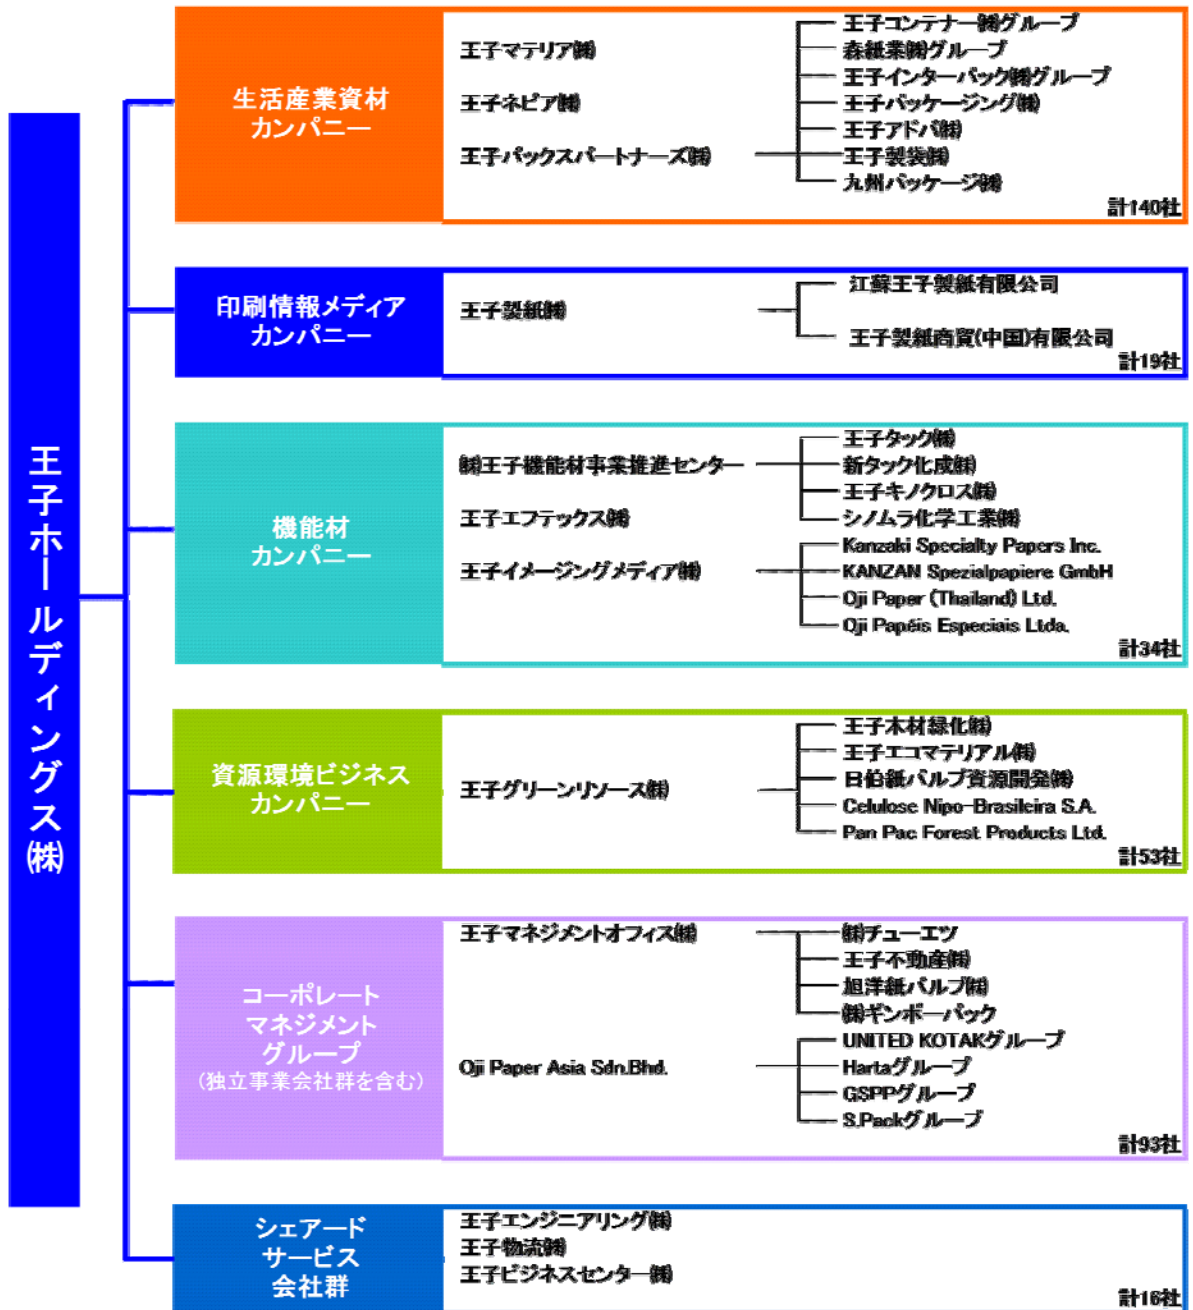 王子ホールディングス㈱
生活産業資材
カンパニー
王子マテリア㈱
王子ネピア㈱
王子パックスパートナーズ㈱
王子コンテナー㈱グループ
森紙業㈱グループ
王子インターパック㈱グループ
王子パッケージング㈱
王子アドバ㈱
王子製袋㈱
九州パッケージ㈱
計140社
印刷情報メディア
カンパニー
王子製紙㈱
江蘇王子製紙有限公司
王子製紙商貿(中国)有限公司
計19社
機能材
カンパニー
㈱王子機能材事業推進センター
王子エフテックス㈱
王子イメージングメディア㈱
王子タック㈱
新タック化成㈱
王子キノクロス㈱
シノムラ化学工業㈱
Kanzaki Specialty Papers Inc.
KANZAN Spezialpapiere GmbH
Oji Paper (Thailand) Ltd.
Oji Papéis Especiais Ltda.
計34社
資源環境ビジネス
カンパニー
王子グリーンリソース㈱
王子木材緑化㈱
王子エコマテリアル㈱
日伯紙パルプ資源開発㈱
Celulose Nipo-Brasileira S.A.
Pan Pac Forest Products Ltd.
計53社
コーポレート
マネジメント
グループ
(独立事業会社群を含む)
王子マネジメントオフィス㈱
Oji Paper Asia Sdn.Bhd.
㈱チューエツ
王子不動産㈱
旭洋紙パルプ㈱
㈱ギンポーパック
UNITED KOTAKグループ
Hartaグループ
GSPPグループ
S.Packグループ
計93社
シェアード
サービス
会社群
王子エンジニアリング㈱
王子物流㈱
王子ビジネスセンター㈱
計16社